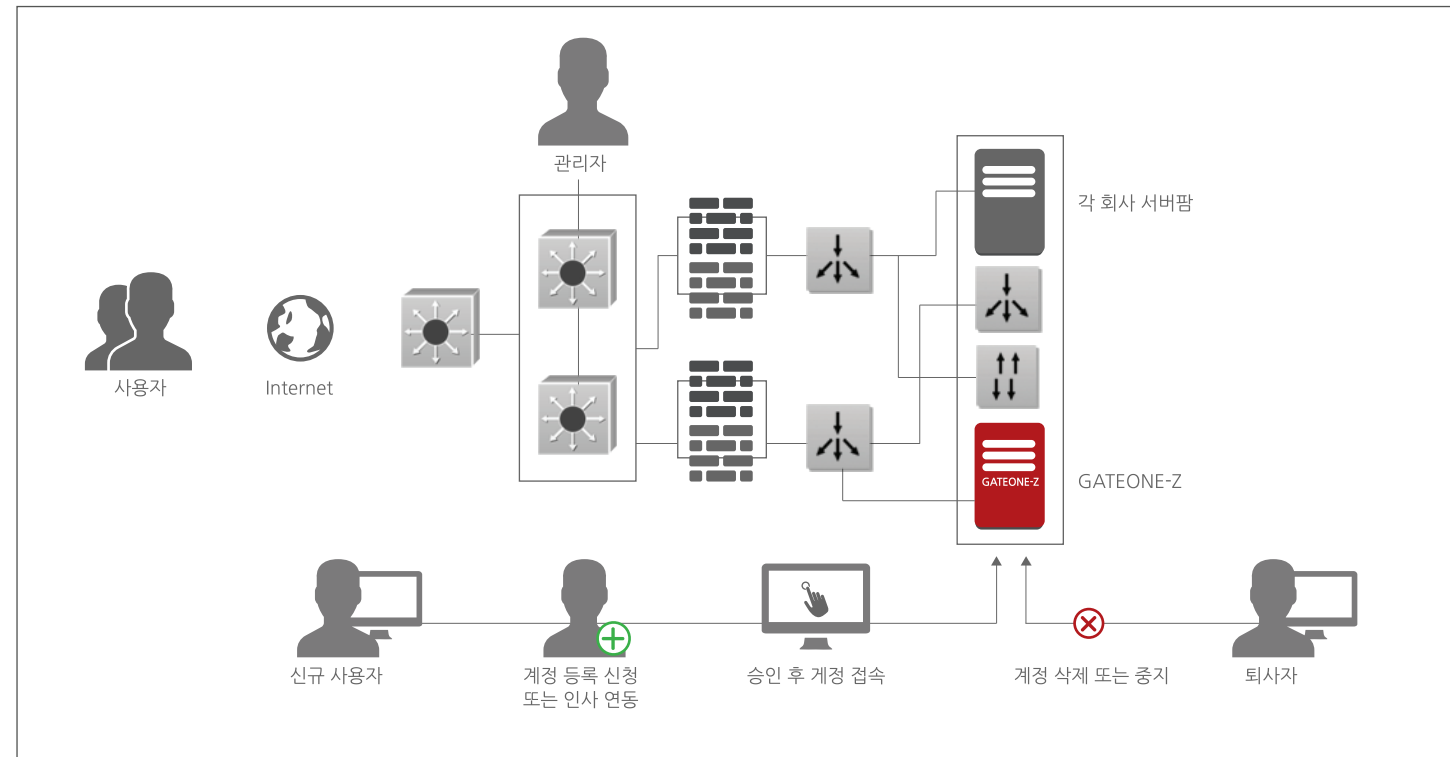 관리자
각 회사 서버팜
사용자
Internet
GATEONE-Z
GATEONE-Z
신규 사용자
계정 등록 신청
또는 인사 연동
승인 후 게정 접속
계정 삭제 또는 중지
퇴사자